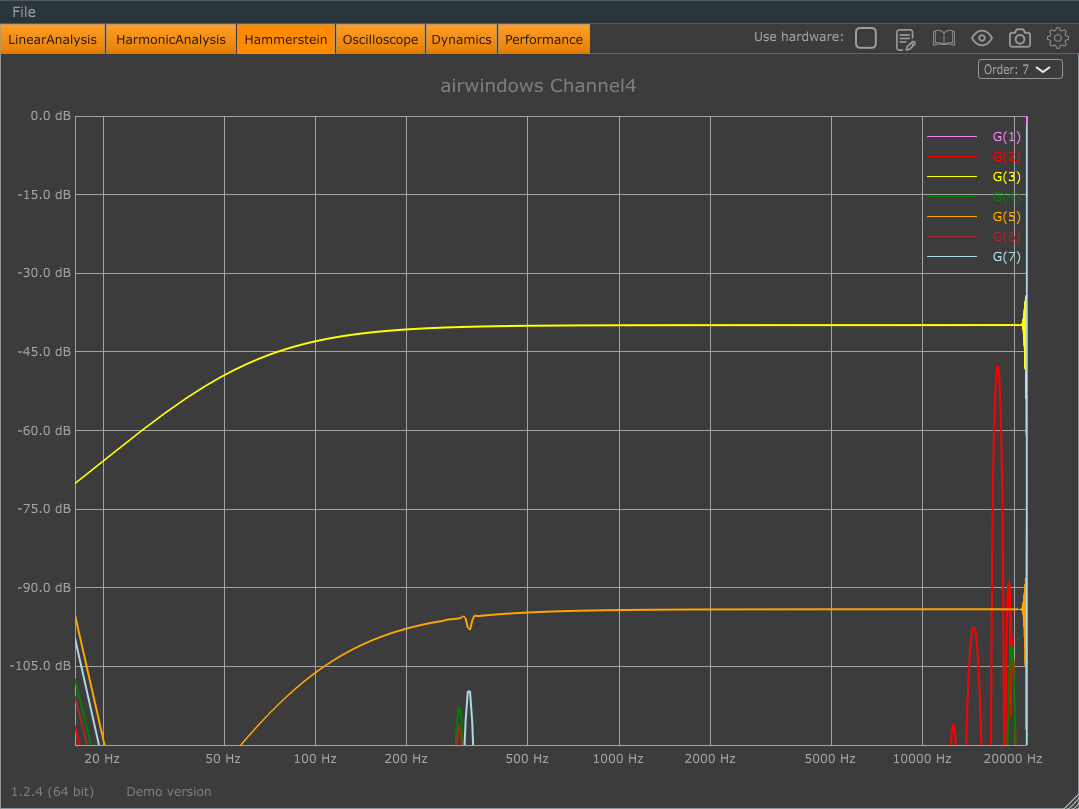 File
LinearAnalysis HarmonicAnalysis Hammerstein Oscilloscope Dynamics Performance Use hardware:
Order: 7
airwindows Channel4
0.0 dB
G(1)
G(2)
G(3)
-15.0 dB
G(4)
G(5)
G(6)
G(7)
-30.0 dB
-45.0 dB
-60.0 dB
-75.0 dB
-90.0 dB
-105.0 dB
20 Hz 50 Hz 100 Hz 200 Hz 500 Hz 1000 Hz 2000 Hz 5000 Hz 10000 Hz 20000 Hz
1.2.4 (64 bit) Demo version